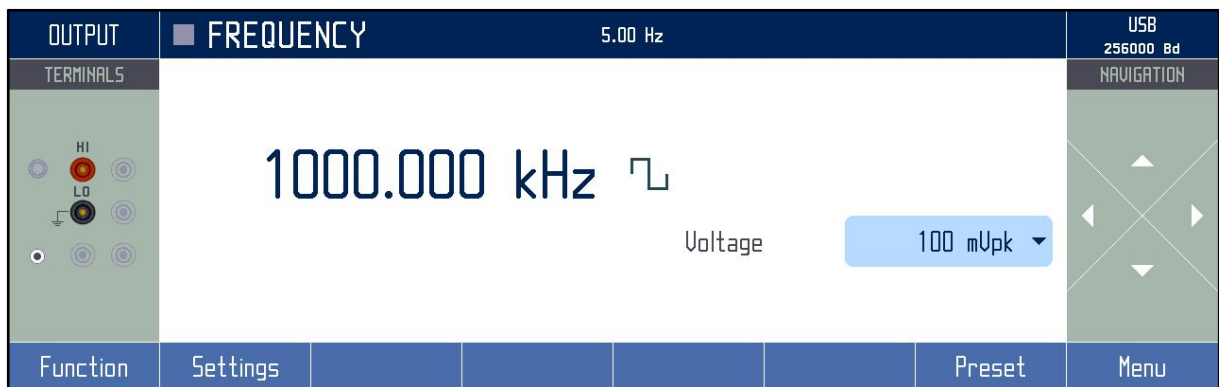 OUTPUT
FREQUENCY
5.00 Hz
USB
256000 Bd
TERMINALS
NAVIGATION
HI
LO
1000.000 kHz
Voltage
100 mVpk
Function
Settings
Preset
Menu